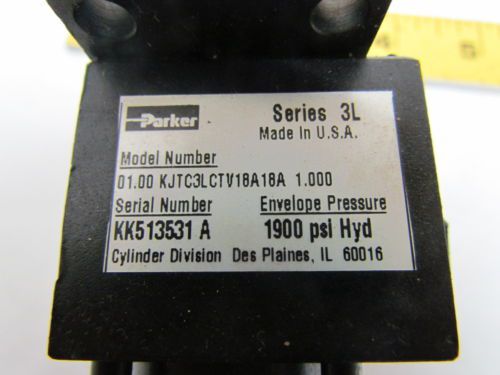 Parker
Series 3L
Made In U.S.A.
Model Number
01.00 KJTC3LCTV18A18A 1.000
Serial Number Envelope Pressure
KK513531 A 1900 psi Hyd
Cylinder Division Des Plaines, IL 60016